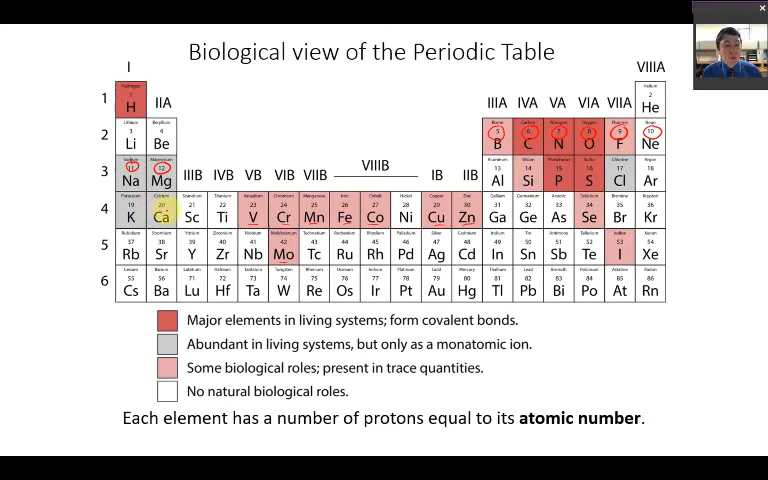 Biological view of the Periodic Table
I VIIIA
1 Hydrogen 1 H IIA IIIA IVA VA VIA VIIA Helium 2 He
2 Lithium 3 Li Beryllium 4 Be Boron 5 B Carbon 6 C Nitrogen 7 N Oxygen 8 O Fluorine 9 F Neon 10 Ne
3 Sodium 11 Na Magnesium 12 Mg IIIB IVB VB VIB VIIB VIIIB IB IIB Aluminum 13 Al Silicon 14 Si Phosphorus 15 P Sulfur 16 S Chlorine 17 Cl Argon 18 Ar
4 Potassium 19 K Calcium 20 Ca Scandium 21 Sc Titanium 22 Ti Vanadium 23 V Chromium 24 Cr Manganese 25 Mn Iron 26 Fe Cobalt 27 Co Nickel 28 Ni Copper 29 Cu Zinc 30 Zn Gallium 31 Ga Germanium 32 Ge Arsenic 33 As Selenium 34 Se Bromine 35 Br Krypton 36 Kr
5 Rubidium 37 Rb Strontium 38 Sr Yttrium 39 Y Zirconium 40 Zr Niobium 41 Nb Molybdenum 42 Mo Technetium 43 Tc Ruthenium 44 Ru Rhodium 45 Rh Palladium 46 Pd Silver 47 Ag Cadmium 48 Cd Indium 49 In Tin 50 Sn Antimony 51 Sb Tellurium 52 Te Iodine 53 I Xenon 54 Xe
6 Cesium 55 Cs Barium 56 Ba Lanthanum 57 Lu Hafnium 72 Hf Tantalum 73 Ta Tungsten 74 W Rhenium 75 Re Osmium 76 Os Iridium 77 Ir Platinum 78 Pt Gold 79 Au Mercury 80 Hg Thallium 81 Tl Lead 82 Pb Bismuth 83 Bi Polonium 84 Po Astatine 85 At Radon 86 Rn
Major elements in living systems; form covalent bonds.
Abundant in living systems, but only as a monatomic ion.
Some biological roles; present in trace quantities.
No natural biological roles.
Each element has a number of protons equal to its atomic number.